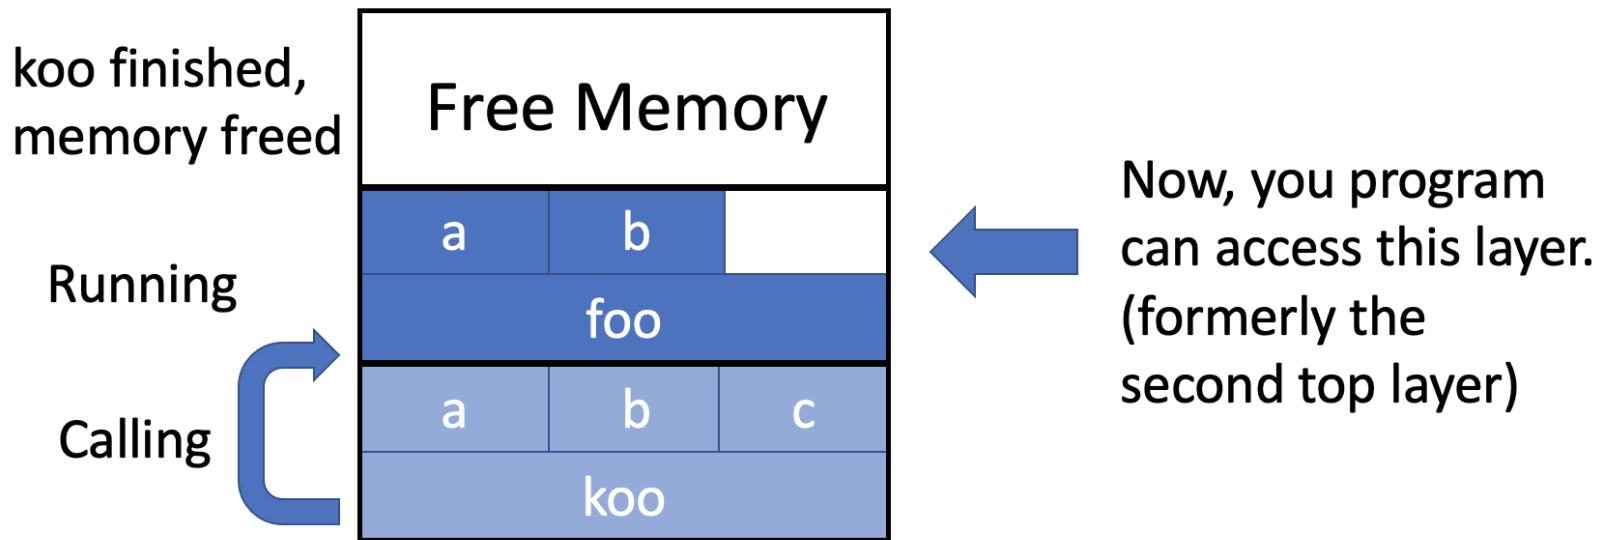 koo finished,
memory freed
Free Memory
a
b
Running
foo
Now, you program
can access this layer.
(formerly the
second top layer)
Calling
a
b
c
koo